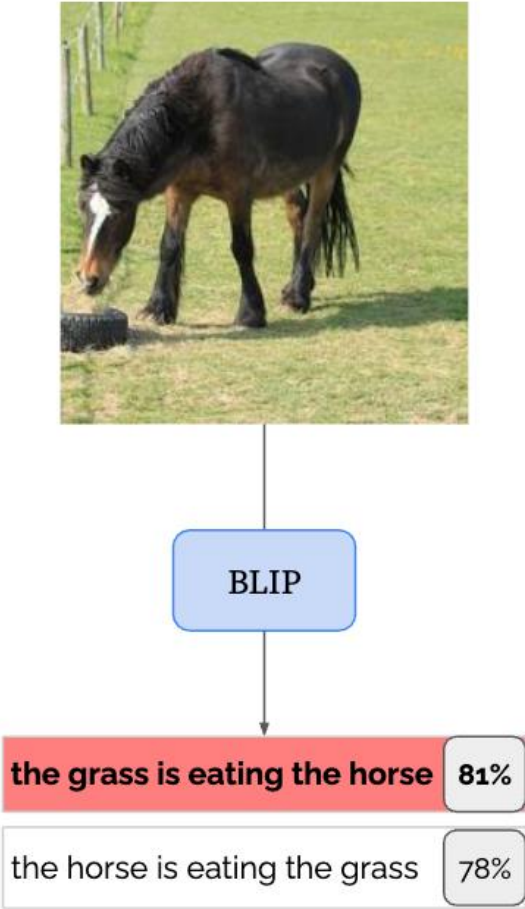 BLIP
the grass is eating the horse 81%
the horse is eating the grass 78%